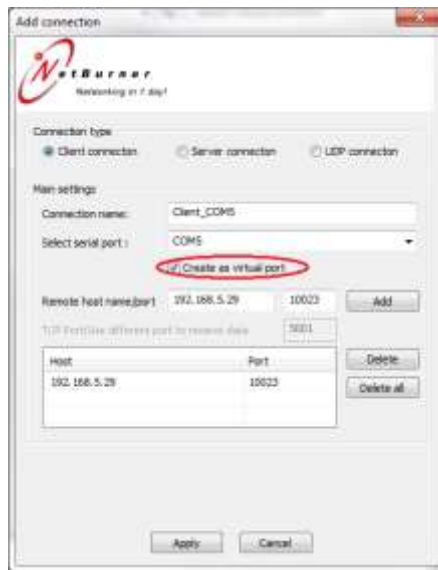 Add connection
NetBurner
Networking in 1 day!
Connection type
Client connection Server connection UDP connection
Main settings
Connection name: Client_COM5
Select serial port : COM5
Create as virtual port
Remote host name/port 192.168.5.29 10023 Add
TCP Port(Use different port to receive data 5001
Host Port Delete
192.168.5.29 10023 Delete all
Apply Cancel